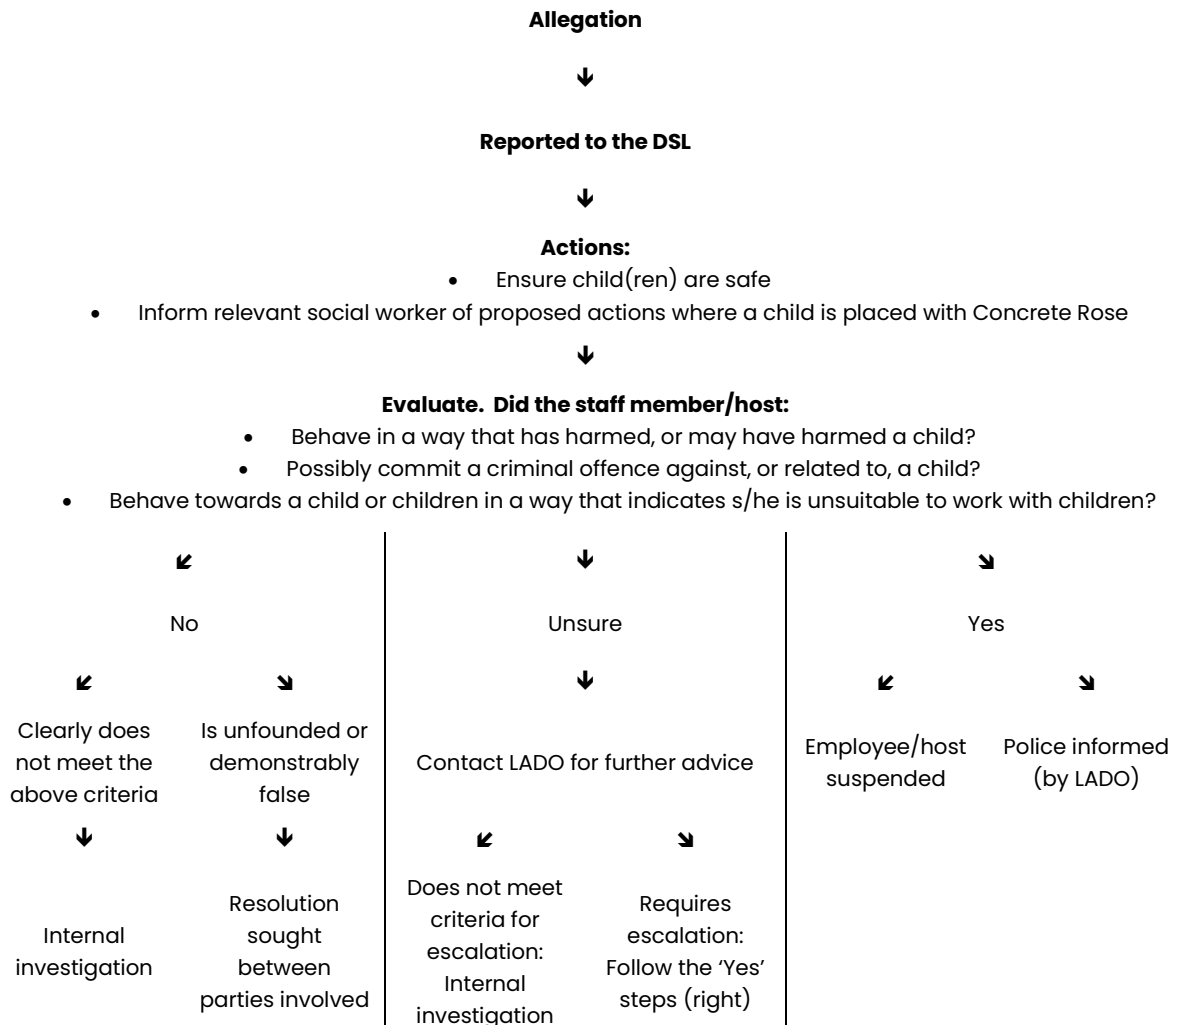 Allegation
Reported to the DSL
Actions:
• Ensure child(ren) are safe
• Inform relevant social worker of proposed actions where a child is placed with Concrete Rose
Evaluate.  Did the staff member/host:
• Behave in a way that has harmed, or may have harmed a child?
• Possibly commit a criminal offence against, or related to, a child?
• Behave towards a child or children in a way that indicates s/he is unsuitable to work with children?
No
Clearly does
not meet the
above criteria
Internal
investigation
Is unfounded or
demonstrably
false
Resolution
sought
between
parties involved
Unsure
Contact LADO for further advice
Does not meet
criteria for
escalation:
Internal
investigation
Requires
escalation:
Follow the ‘Yes’
steps (right)
Yes
Employee/host
suspended
Police informed
(by LADO)